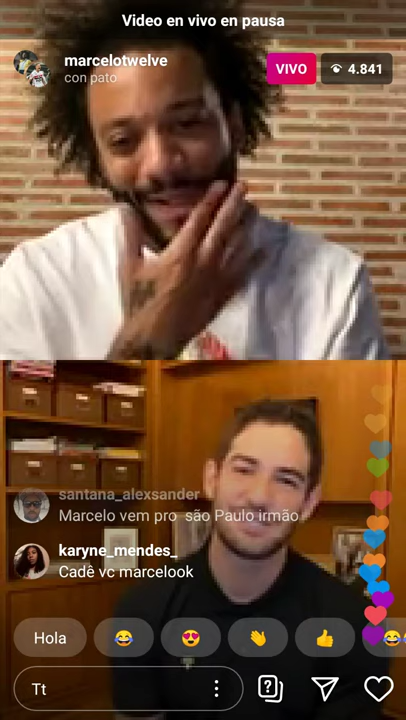 Video en vivo en pausa
marcelotwelve
con pato
VIVO
4.841
santana_alexsander
Marcelo vem pro são Paulo irmão
karyne_mendes_
Cadê vc marcelook
Hola
Tt